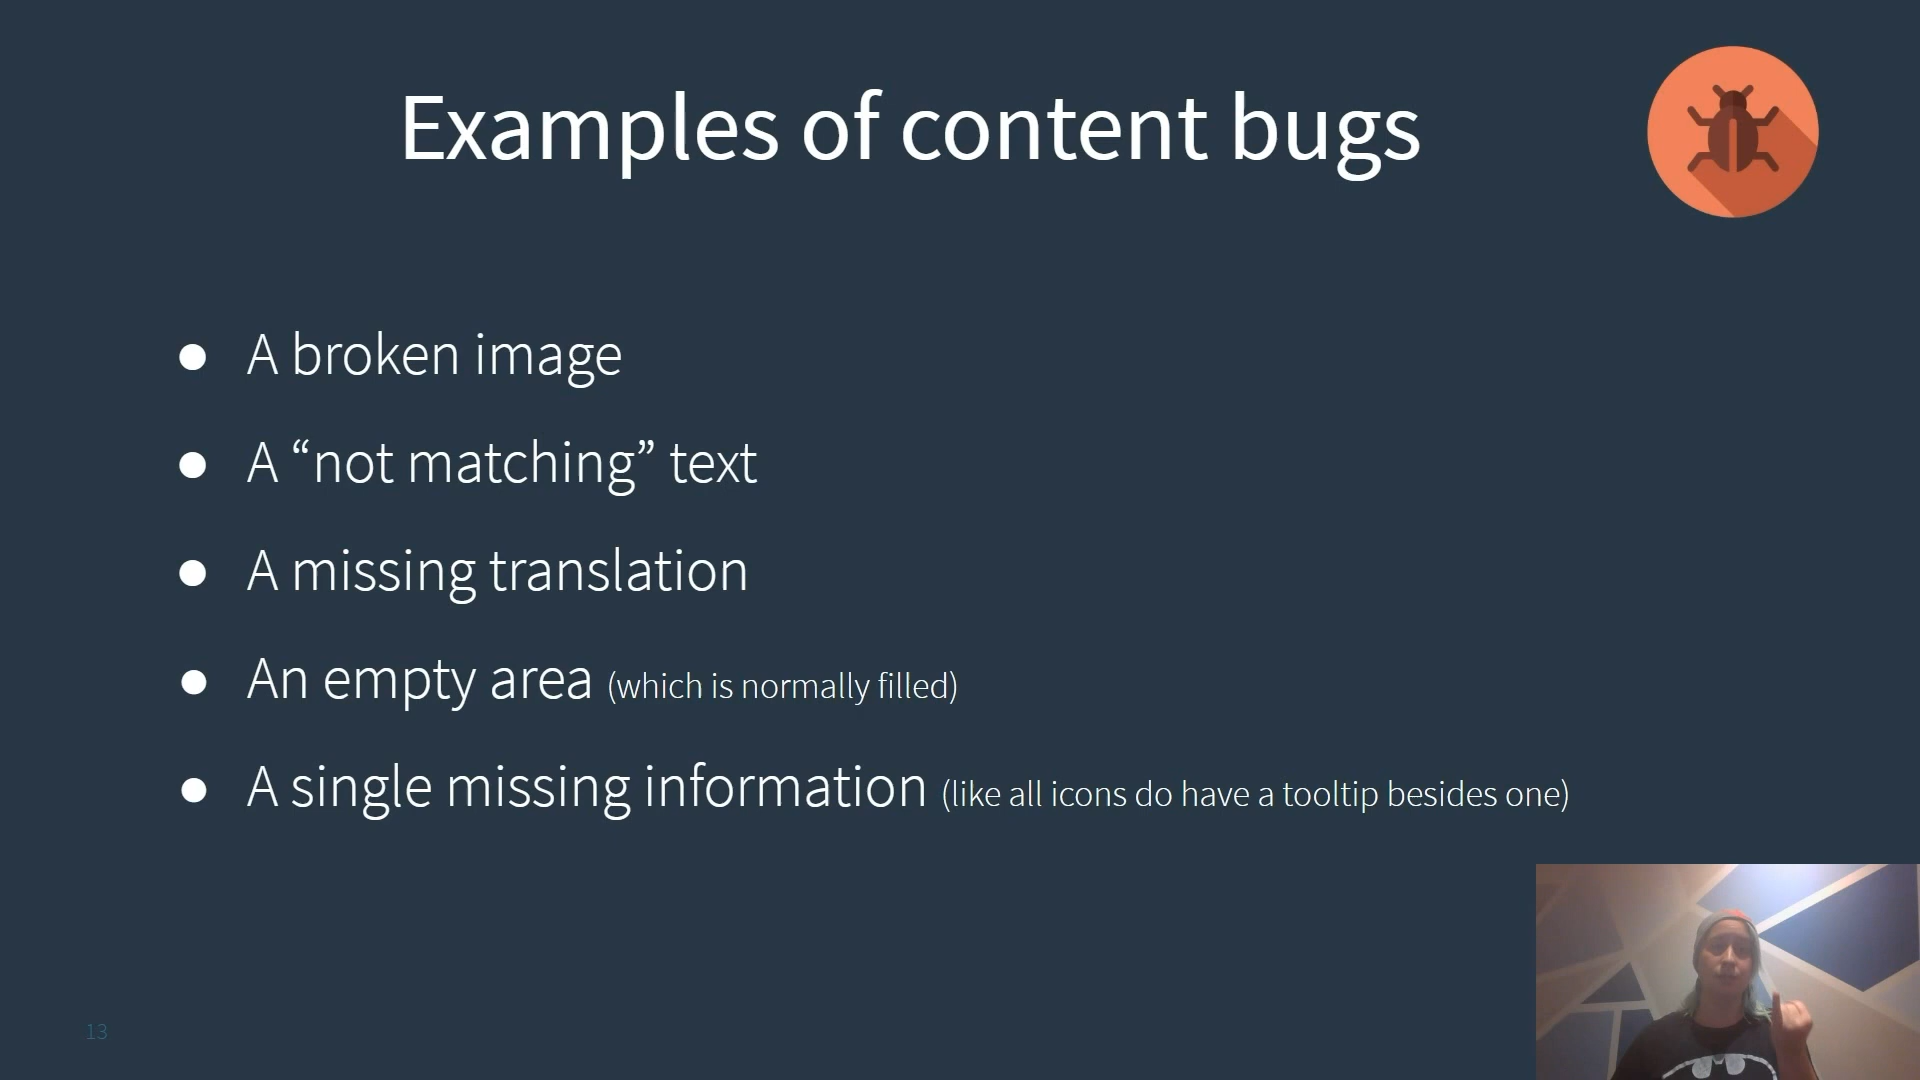 Examples of content bugs
● A broken image
● A “not matching” text
● A missing translation
● An empty area (which is normally filled)
● A single missing information (like all icons do have a tooltip besides one)
13